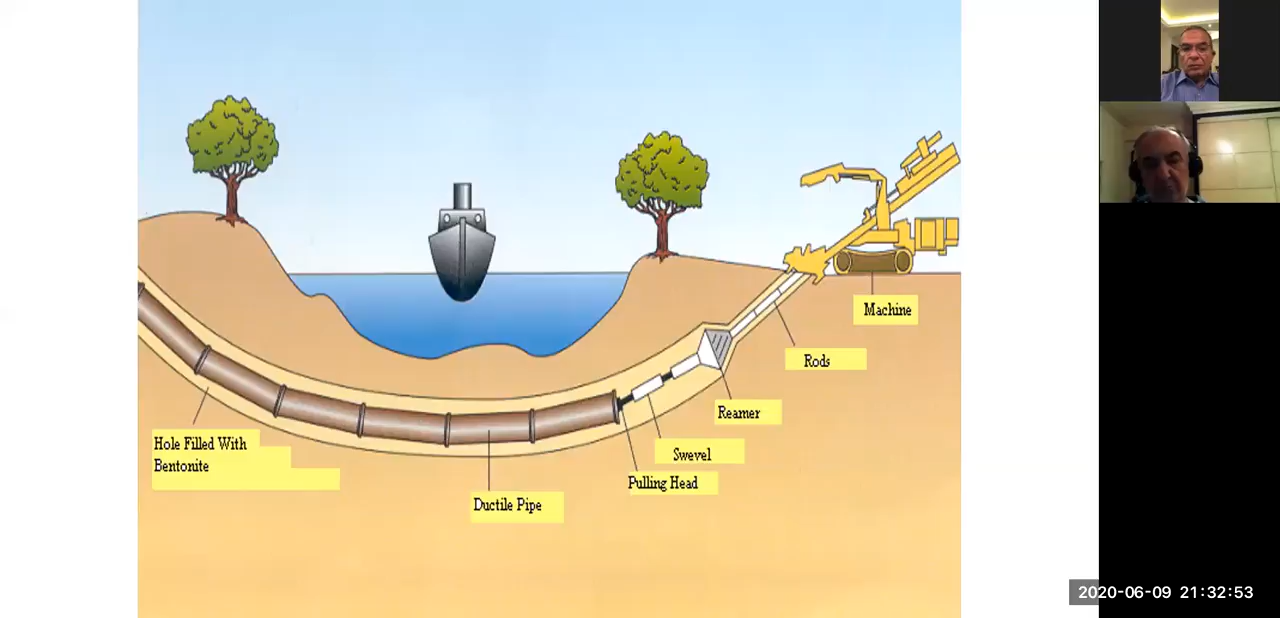 Machine
Rods
Reamer
Swevel
Pulling Head
Hole Filled With
Bentonite
Ductile Pipe
2020-06-09 21:32:53